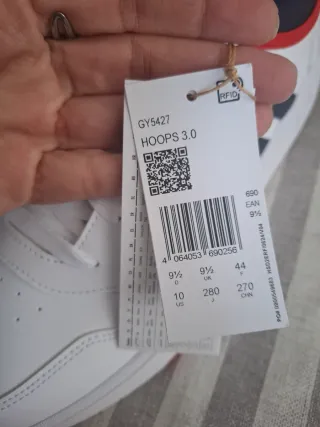 RFID
GY5427
HOOPS 3.0
690
EAN
9½
4 064053 690256
9½ 9½ 44
D UK F
10 280 270
US J CHN